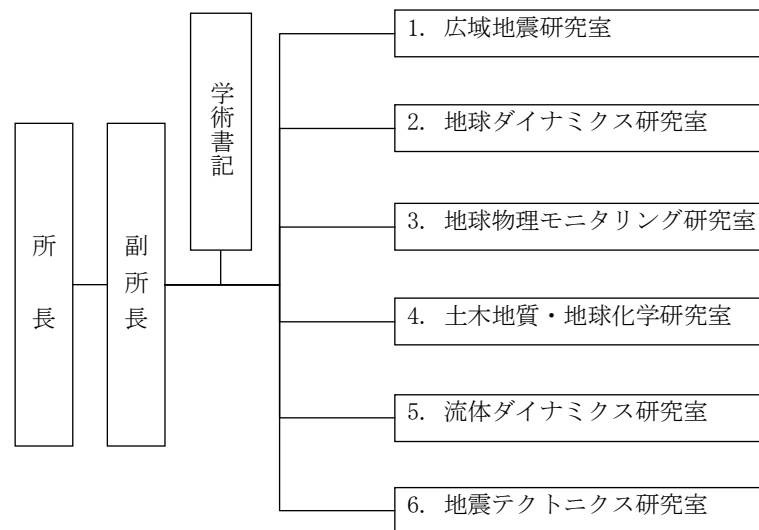 所長
副所長
学術書記
1. 広域地震研究室
2. 地球ダイナミクス研究室
3. 地球物理モニタリング研究室
4. 土木地質・地球化学研究室
5. 流体ダイナミクス研究室
6. 地震テクトニクス研究室